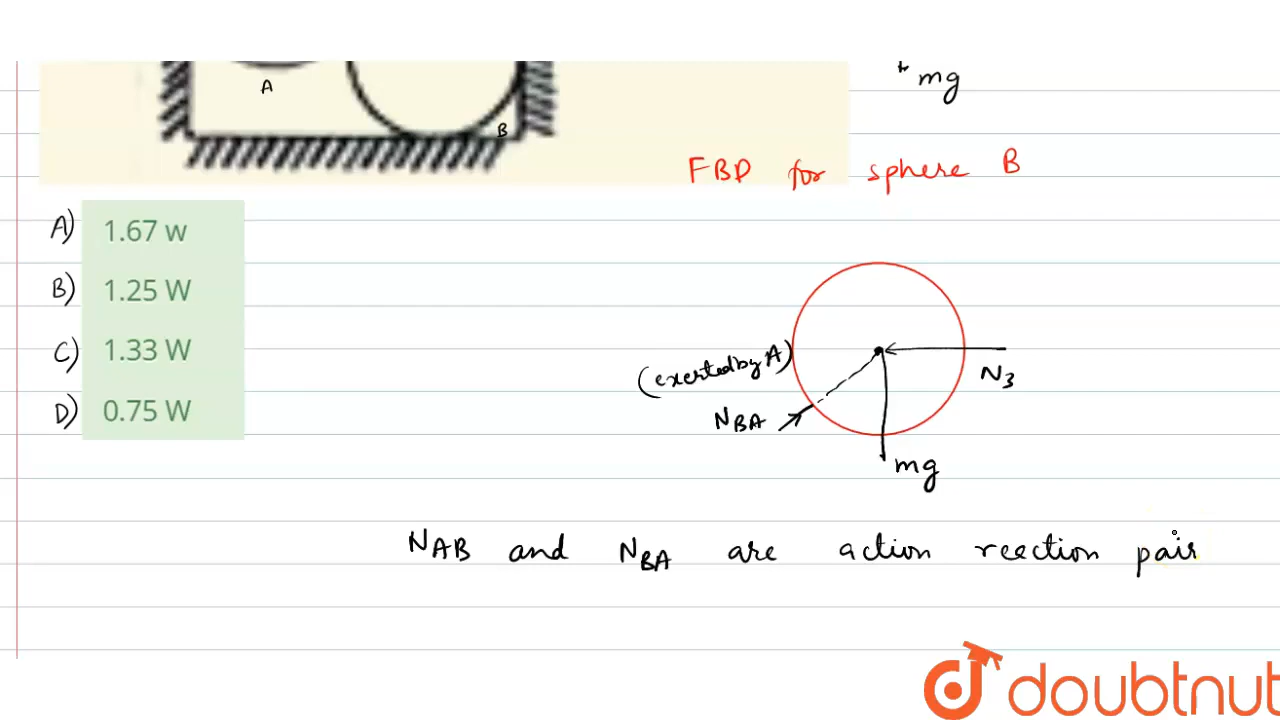 A
B
mg
FBD for sphere B
A) 1.67 w
B) 1.25 W
C) 1.33 W
D) 0.75 W
(exerted by A)
N3
NBA
mg
NAB and NBA are action reaction pair
doubtnut